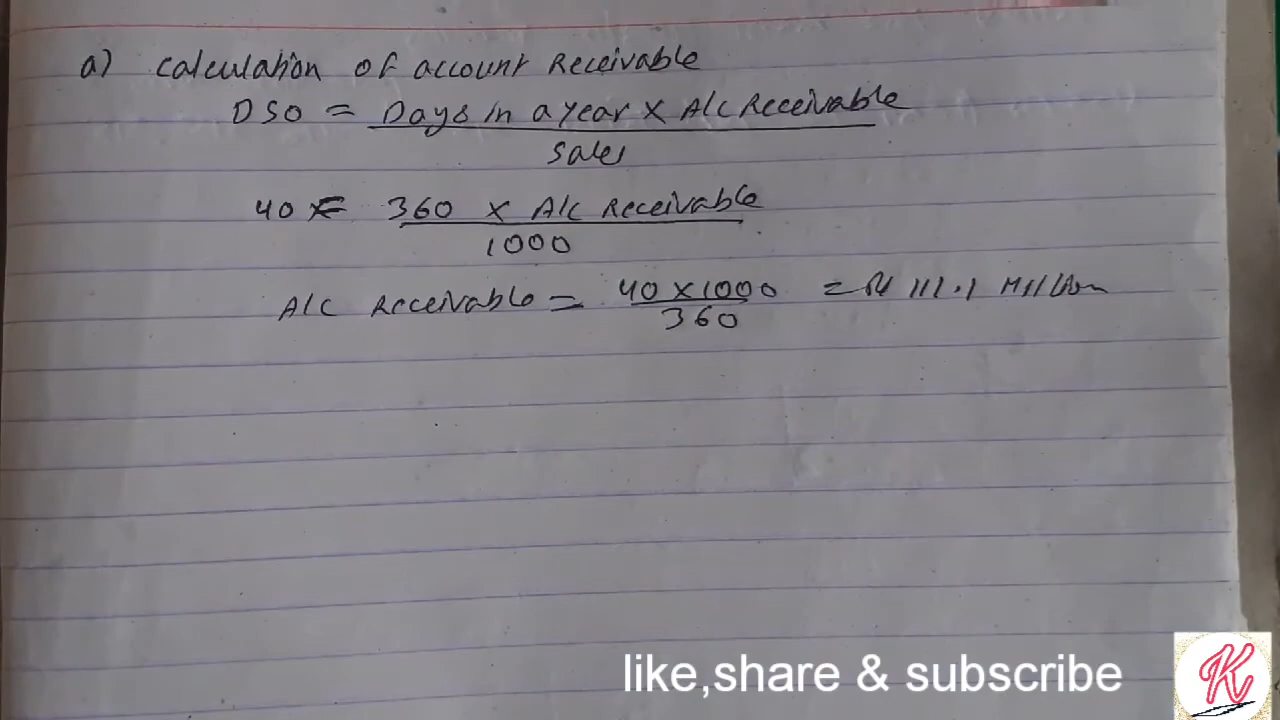 a) Calculation of account Receivable
DSO = Days in a year × A/C Receivable
Sales
40 = 360 × A/C Receivable
1000
A/C Receivable = 40 × 1000 = Rs 111.1 Million
360
like,share & subscribe
K